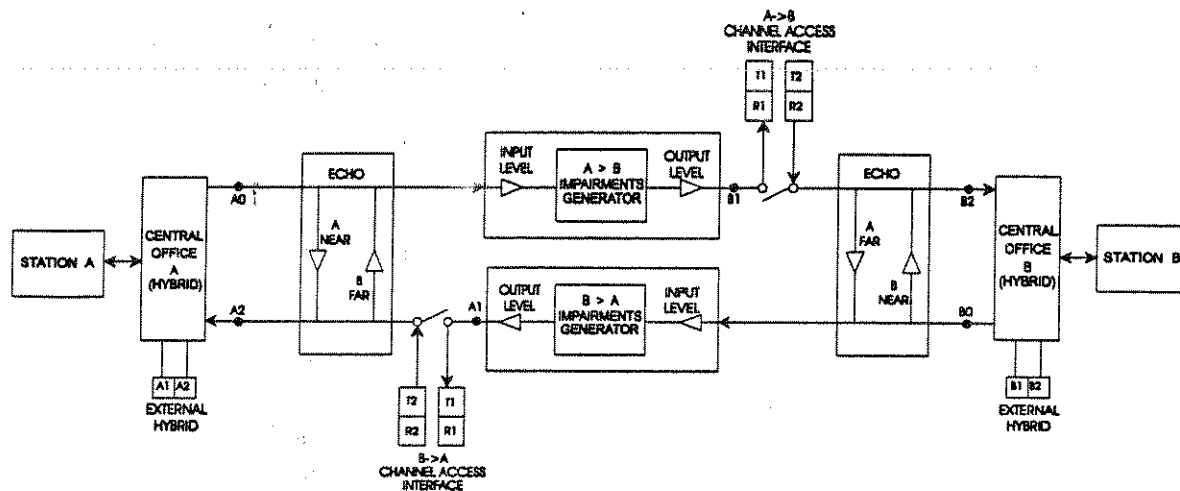 A->B
CHANNEL ACCESS
INTERFACE
T1
T2
R1
R2
ECHO
A
NEAR
B
FAR
INPUT
LEVEL
A > B
IMPAIRMENTS
GENERATOR
OUTPUT
LEVEL
ECHO
A
FAR
B
NEAR
A0
B1
B2
STATION A
CENTRAL
OFFICE
A
(HYBRID)
CENTRAL
OFFICE
B
(HYBRID)
STATION B
A2
A1
OUTPUT
LEVEL
B > A
IMPAIRMENTS
GENERATOR
INPUT
LEVEL
B0
A1 A2
EXTERNAL
HYBRID
T2
T1
R2
R1
B->A
CHANNEL ACCESS
INTERFACE
B1 B2
EXTERNAL
HYBRID